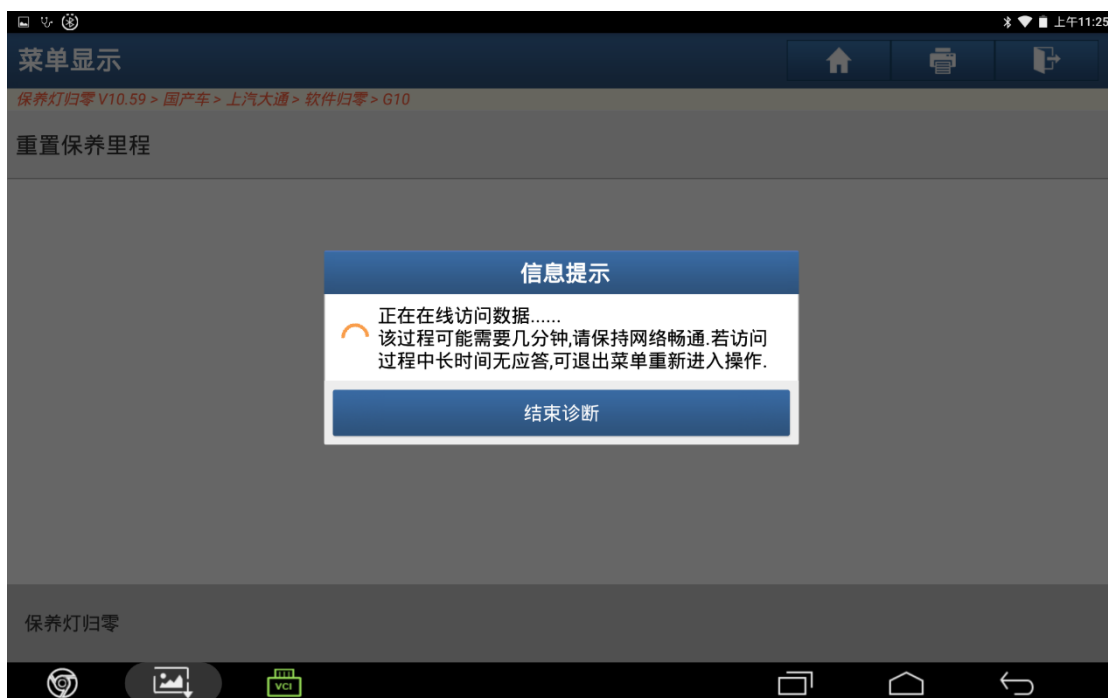 上午11:25
菜单显示
保养灯归零 V10.59 > 国产车 > 上汽大通 > 软件归零 > G10
重置保养里程
信息提示
正在在线访问数据......
该过程可能需要几分钟,请保持网络畅通.若访问
过程中长时间无应答,可退出菜单重新进入操作.
结束诊断
保养灯归零
VCI